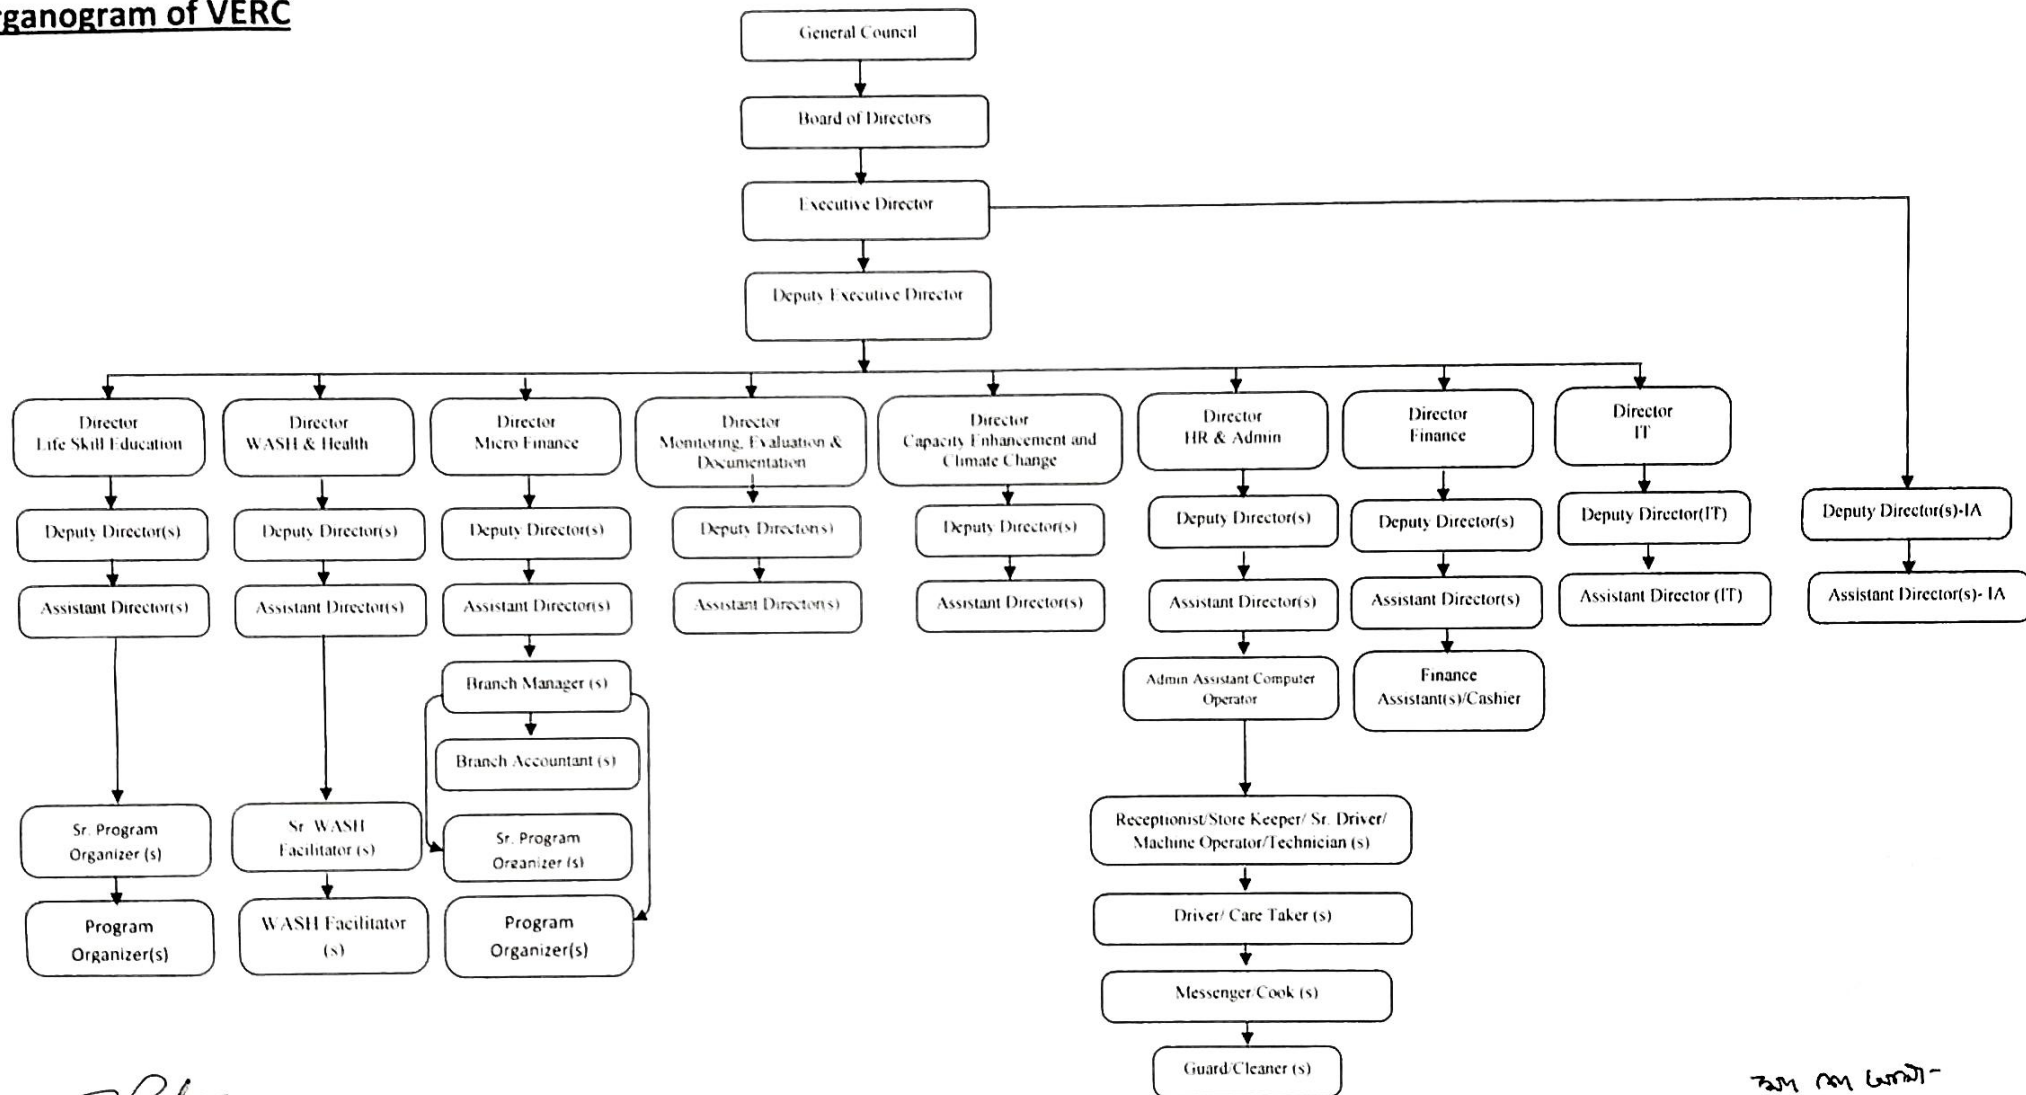 rganogram of VERC
General Council
Board of Directors
Executive Director
Deputy Executive Director
Director
Life Skill Education
Director
WASH & Health
Director
Micro Finance
Director
Monitoring, Evaluation &
Documentation
Director
Capacity Enhancement and
Climate Change
Director
HR & Admin
Director
Finance
Director
IT
Deputy Director(s)
Deputy Director(s)
Deputy Director(s)
Deputy Director(s)
Deputy Director(s)
Deputy Director(s)
Deputy Director(s)
Deputy Director(IT)
Deputy Director(s)-IA
Assistant Director(s)
Assistant Director(s)
Assistant Director(s)
Assistant Director(s)
Assistant Director(s)
Assistant Director(s)
Assistant Director(s)
Assistant Director (IT)
Assistant Director(s)- IA
Branch Manager (s)
Admin Assistant Computer
Operator
Finance
Assistant(s)/Cashier
Branch Accountant (s)
Sr. Program
Organizer (s)
Sr. WASH
Facilitator (s)
Sr. Program
Organizer (s)
Receptionist/Store Keeper/ Sr. Driver/
Machine Operator/Technician (s)
Program
Organizer(s)
WASH Facilitator
(s)
Program
Organizer(s)
Driver/ Care Taker (s)
Messenger/Cook (s)
Guard/Cleaner (s)